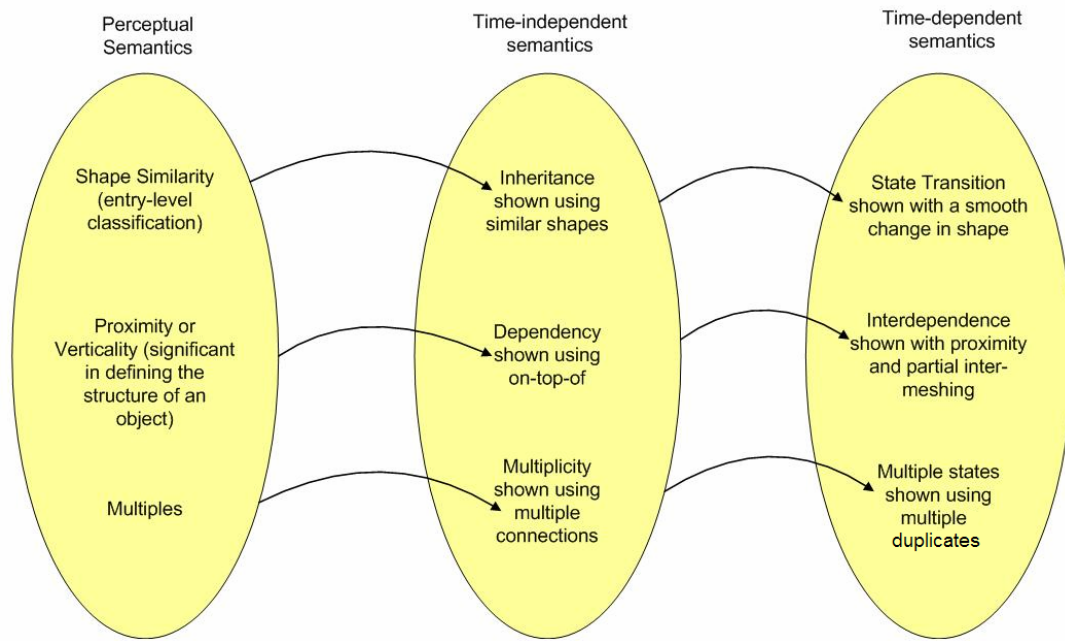 Perceptual
Semantics
Time-independent
semantics
Time-dependent
semantics
Shape Similarity
(entry-level
classification)
Inheritance
shown using
similar shapes
State Transition
shown with a smooth
change in shape
Proximity or
Verticality (significant
in defining the
structure of an
object)
Dependency
shown using
on-top-of
Interdependence
shown with proximity
and partial inter-
meshing
Multiples
Multiplicity
shown using
multiple
connections
Multiple states
shown using
multiple
duplicates